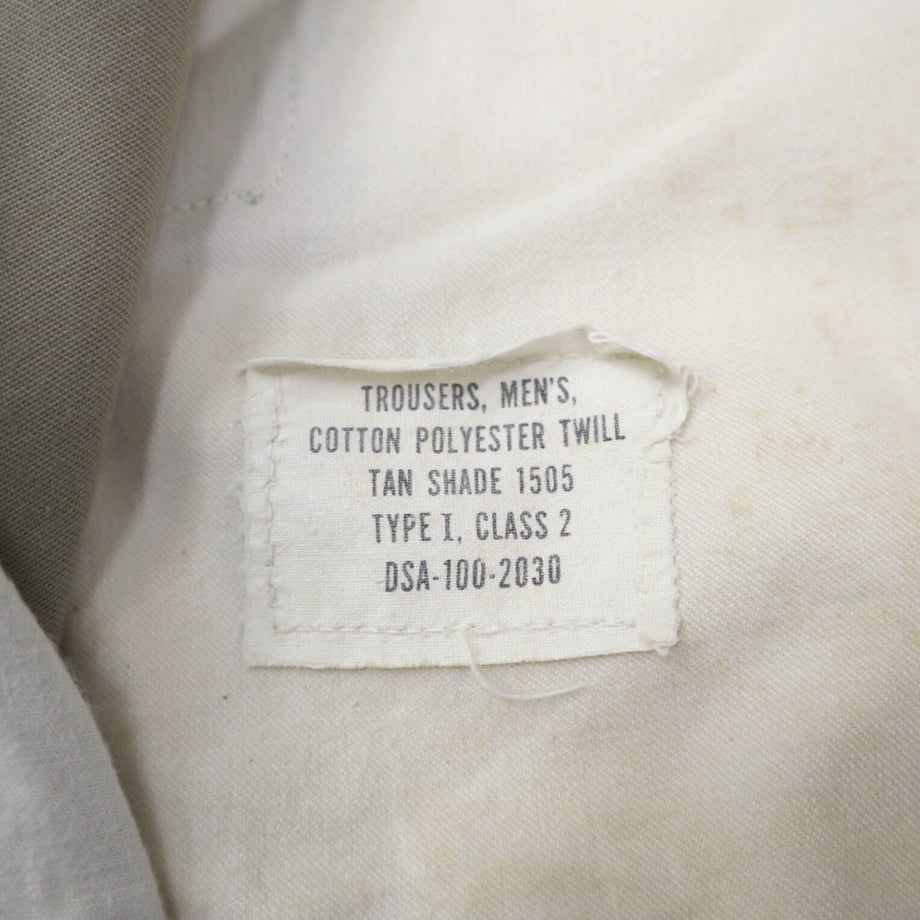 TROUSERS, MEN'S,
COTTON POLYESTER TWILL
TAN SHADE 1505
TYPE I, CLASS 2
DSA-100-2030